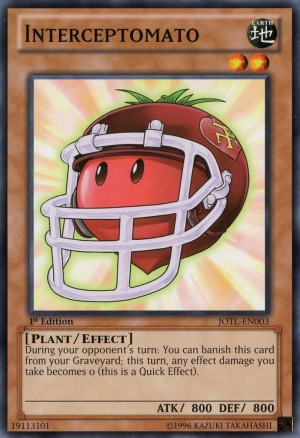 INTERCEPTOMATO
EARTH
地
1st Edition
JOTL-EN003
[PLANT / EFFECT]
During your opponent's turn: You can banish this card
from your Graveyard; this turn, any effect damage you
take becomes 0 (this is a Quick Effect).
ATK / 800 DEF / 800
19113101
©1996 KAZUKI TAKAHASHI